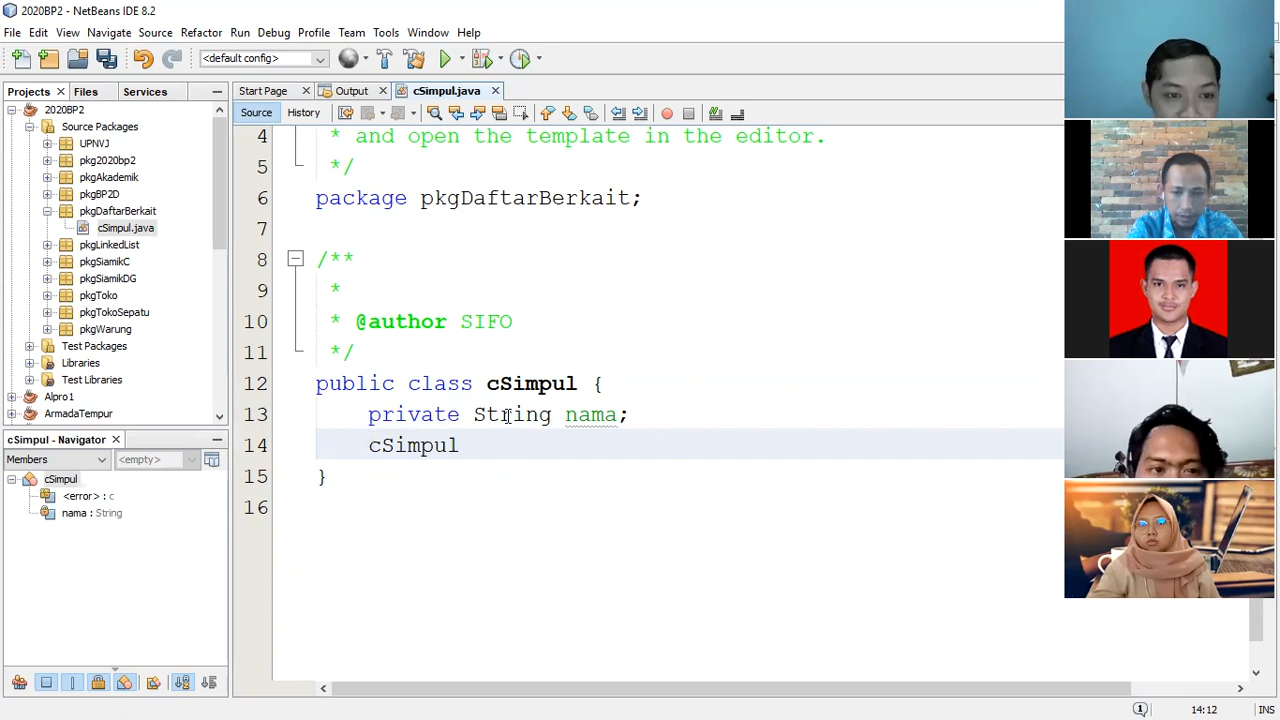 2020BP2 - NetBeans IDE 8.2
File Edit View Navigate Source Refactor Run Debug Profile Team Tools Window Help
<default config>
Projects Files Services
Start Page Output cSimpul.java
Source History
2020BP2
Source Packages
UPNVJ
pkg2020bp2
pkgAkademik
pkgBP2D
pkgDaftarBerkait
cSimpul.java
pkgLinkedList
pkgSiamikC
pkgSiamikDG
pkgToko
pkgTokoSepatu
pkgWarung
Test Packages
Libraries
Test Libraries
Alpro1
ArmadaTempur
cSimpul - Navigator
Members <empty>
cSimpul
<error> : c
nama : String
4 * and open the template in the editor.
5 */
6 package pkgDaftarBerkait;
7
8 /**
9 *
10 * @author SIFO
11 */
12 public class cSimpul {
13 private String nama;
14 cSimpul
15 }
16
1 14:12 INS